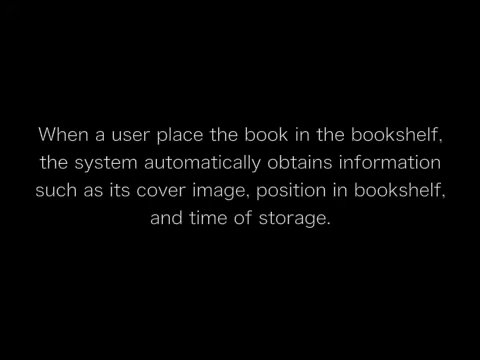 When a user place the book in the bookshelf,
the system automatically obtains information
such as its cover image, position in bookshelf,
and time of storage.